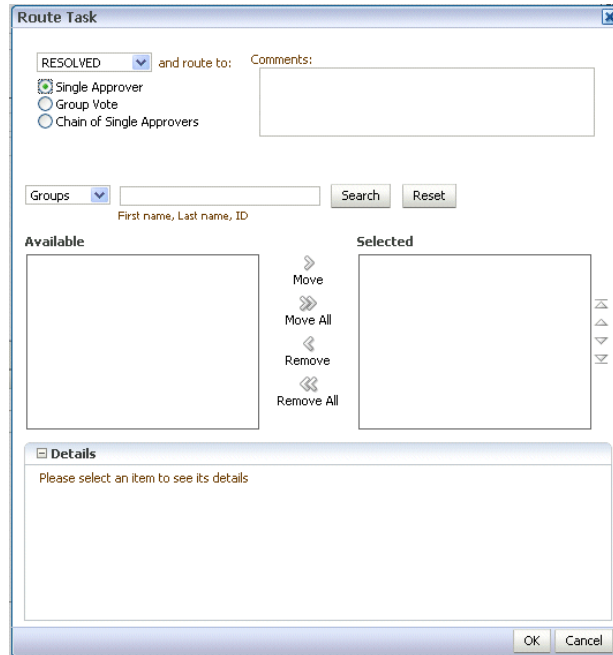 Route Task
RESOLVED and route to: Comments:
Single Approver
Group Vote
Chain of Single Approvers
Groups Search Reset
First name, Last name, ID
Available Selected
Move
Move All
Remove
Remove All
Details
Please select an item to see its details
OK Cancel